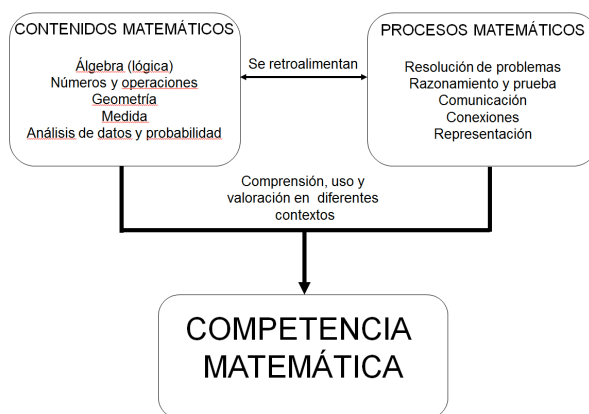 CONTENIDOS MATEMÁTICOS
Álgebra (lógica)
Números y operaciones
Geometría
Medida
Análisis de datos y probabilidad
Se retroalimentan
PROCESOS MATEMÁTICOS
Resolución de problemas
Razonamiento y prueba
Comunicación
Conexiones
Representación
Comprensión, uso y
valoración en diferentes
contextos
COMPETENCIA
MATEMÁTICA